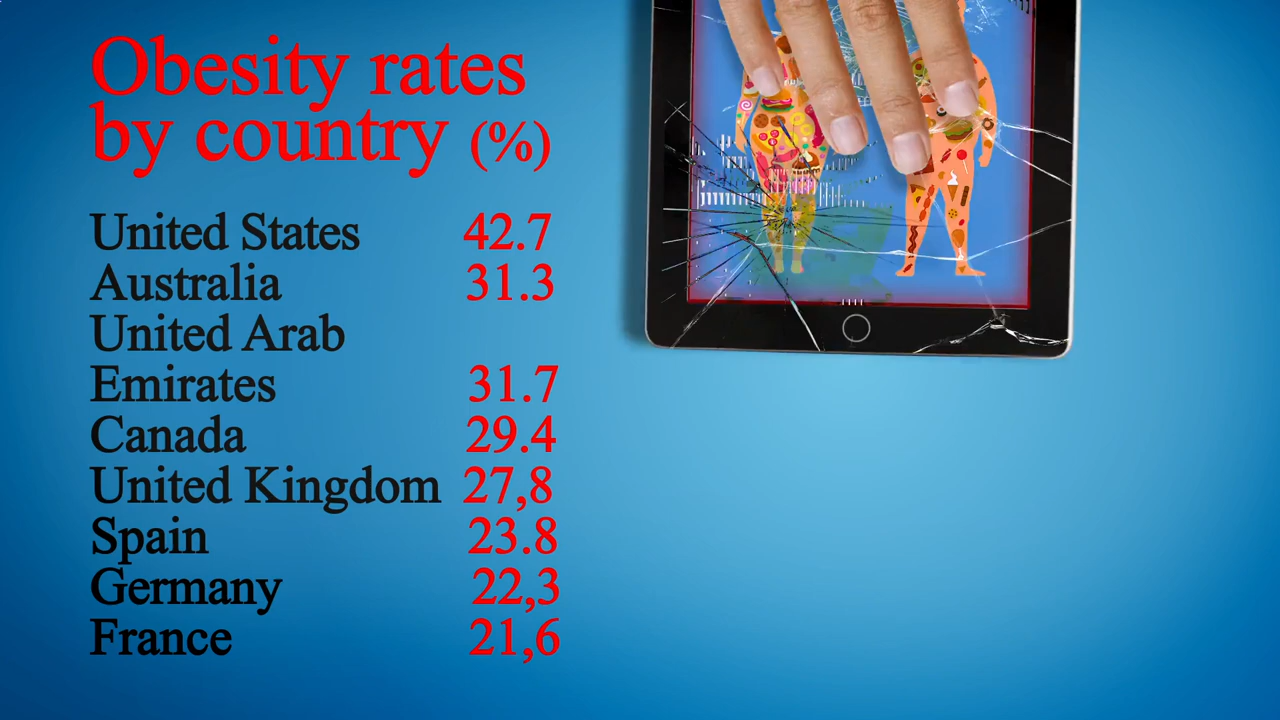 Obesity rates
by country (%)
United States 42.7
Australia 31.3
United Arab
Emirates 31.7
Canada 29.4
United Kingdom 27,8
Spain 23.8
Germany 22,3
France 21,6